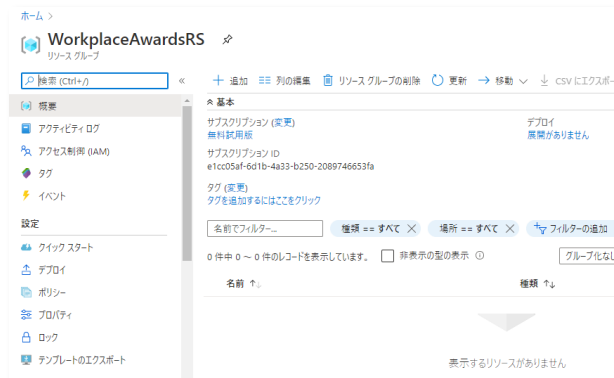 ホーム >
WorkplaceAwardsRS
リソース グループ
検索 (Ctrl+/)
«
追加
列の編集
リソース グループの削除
更新
移動
CSV にエクスポー
概要
アクティビティ ログ
アクセス制御 (IAM)
タグ
イベント
設定
クイック スタート
デプロイ
ポリシー
プロパティ
ロック
テンプレートのエクスポート
基本
サブスクリプション (変更)
無料試用版
デプロイ
展開がありません
サブスクリプション ID
e1cc05af-6d1b-4a33-b250-2089746653fa
タグ (変更)
タグを追加するにはここをクリック
名前でフィルター...
種類 == すべて ×
場所 == すべて ×
フィルターの追加
0 件中 0 ~ 0 件のレコードを表示しています。
非表示の型の表示
グループ化なし
名前 ↑↓
種類 ↑↓
表示するリソースがありません